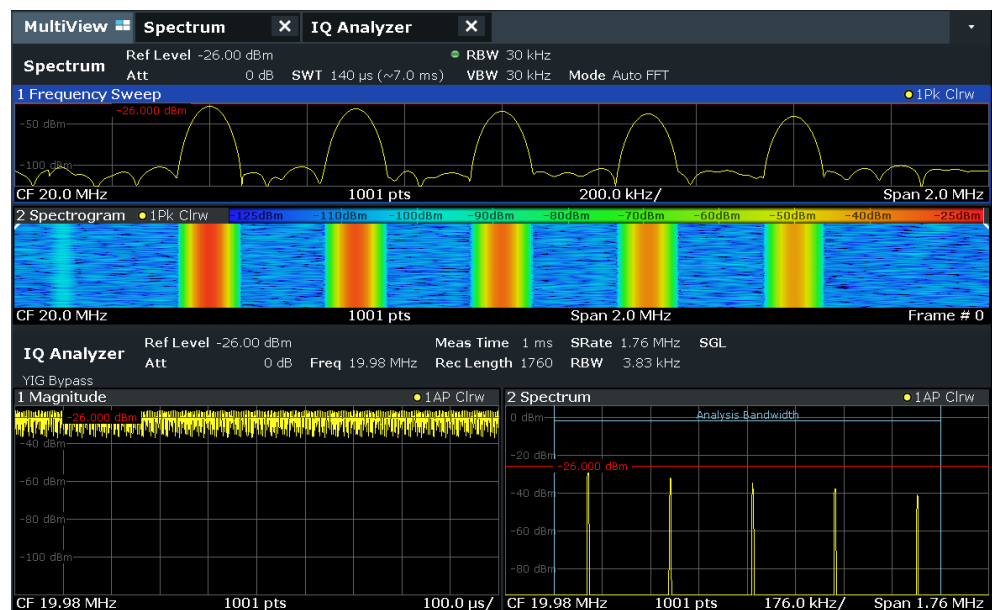 MultiView Spectrum X IQ Analyzer X
Spectrum
Ref Level -26.00 dBm RBW 30 kHz
Att 0 dB SWT 140 µs (~7.0 ms) VBW 30 kHz Mode Auto FFT
1 Frequency Sweep 1Pk Clrw
-26.000 dBm
-50 dBm
-100 dBm
CF 20.0 MHz 1001 pts 200.0 kHz/ Span 2.0 MHz
2 Spectrogram 1Pk Clrw -125dBm -110dBm -100dBm -90dBm -80dBm -70dBm -60dBm -50dBm -40dBm -25dBm
CF 20.0 MHz 1001 pts Span 2.0 MHz Frame # 0
IQ Analyzer
Ref Level -26.00 dBm Meas Time 1 ms SRate 1.76 MHz SGL
Att 0 dB Freq 19.98 MHz Rec Length 1760 RBW 3.83 kHz
YIG Bypass
1 Magnitude 1AP Clrw
-26.000 dBm
-40 dBm
-60 dBm
-80 dBm
-100 dBm
CF 19.98 MHz 1001 pts 100.0 µs/
2 Spectrum 1AP Clrw
0 dBm
Analysis Bandwidth
-20 dBm
-26.000 dBm
-40 dBm
-60 dBm
-80 dBm
CF 19.98 MHz 1001 pts 176.0 kHz/ Span 1.76 MHz